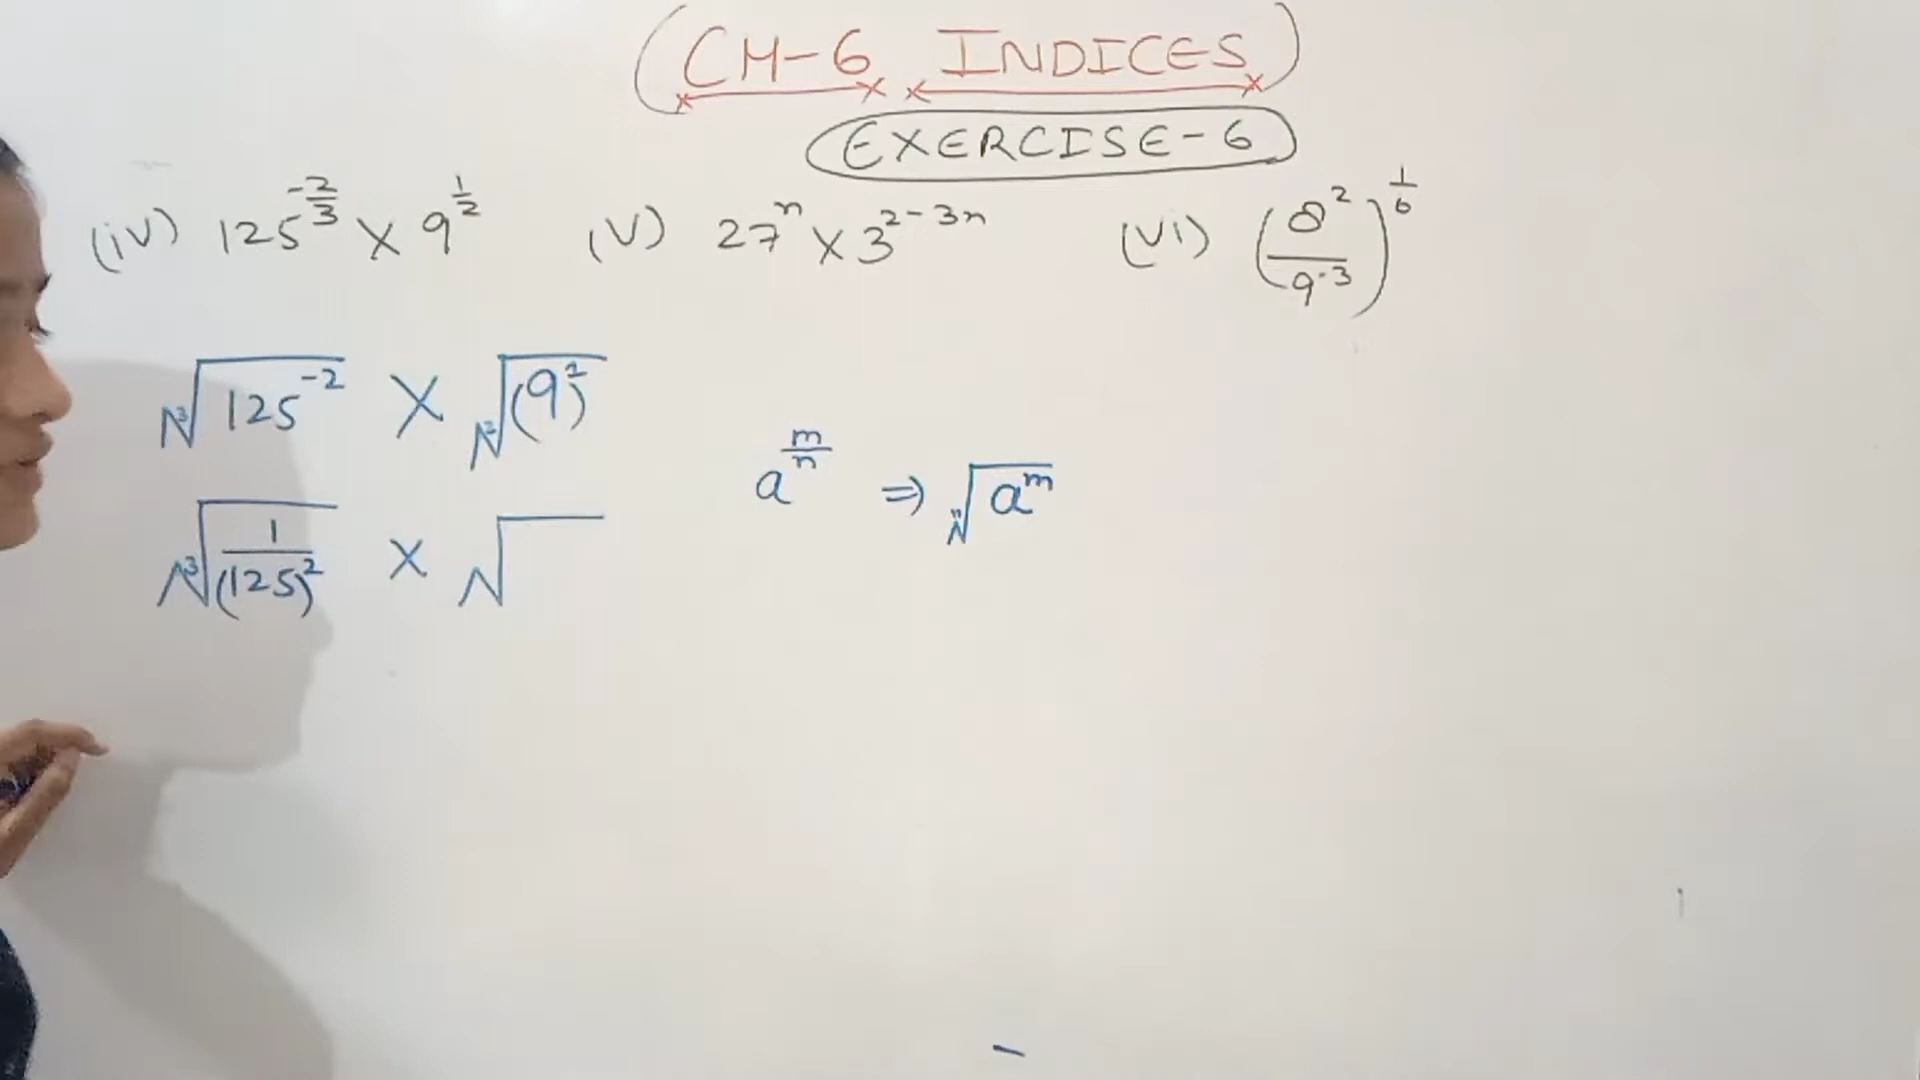 (CH-6 INDICES)
EXERCISE-6
(iv) 125^(-2/3) × 9^(1/2) (v) 27^n × 3^(2-3n) (vi) (8^2/9^-3)^(1/6)
∛(125^-2) × ²√((9)^1)
a^(m/n) ⇒ ⁿ√(a^m)
∛(1/(125)^2) × √